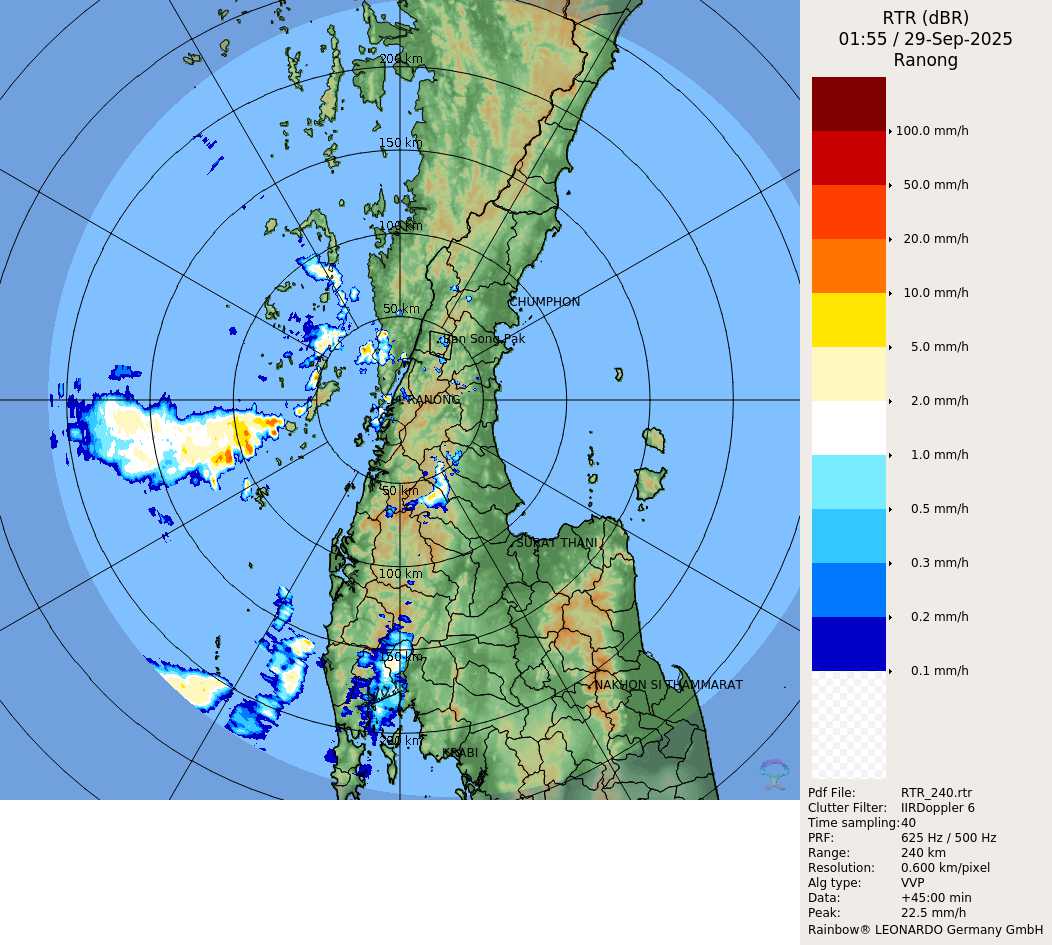 RTR (dBR)
01:55 / 29-Sep-2025
Ranong
200 km
150 km
100 km
50 km
CHUMPHON
Ban Song Pak
RANONG
50 km
SURAT THANI
100 km
150 km
NAKHON SI THAMMARAT
200 km
KRABI
100.0 mm/h
50.0 mm/h
20.0 mm/h
10.0 mm/h
5.0 mm/h
2.0 mm/h
1.0 mm/h
0.5 mm/h
0.3 mm/h
0.2 mm/h
0.1 mm/h
Pdf File: RTR_240.rtr
Clutter Filter: IIRDoppler 6
Time sampling: 40
PRF: 625 Hz / 500 Hz
Range: 240 km
Resolution: 0.600 km/pixel
Alg type: VVP
Data: +45:00 min
Peak: 22.5 mm/h
Rainbow® LEONARDO Germany GmbH